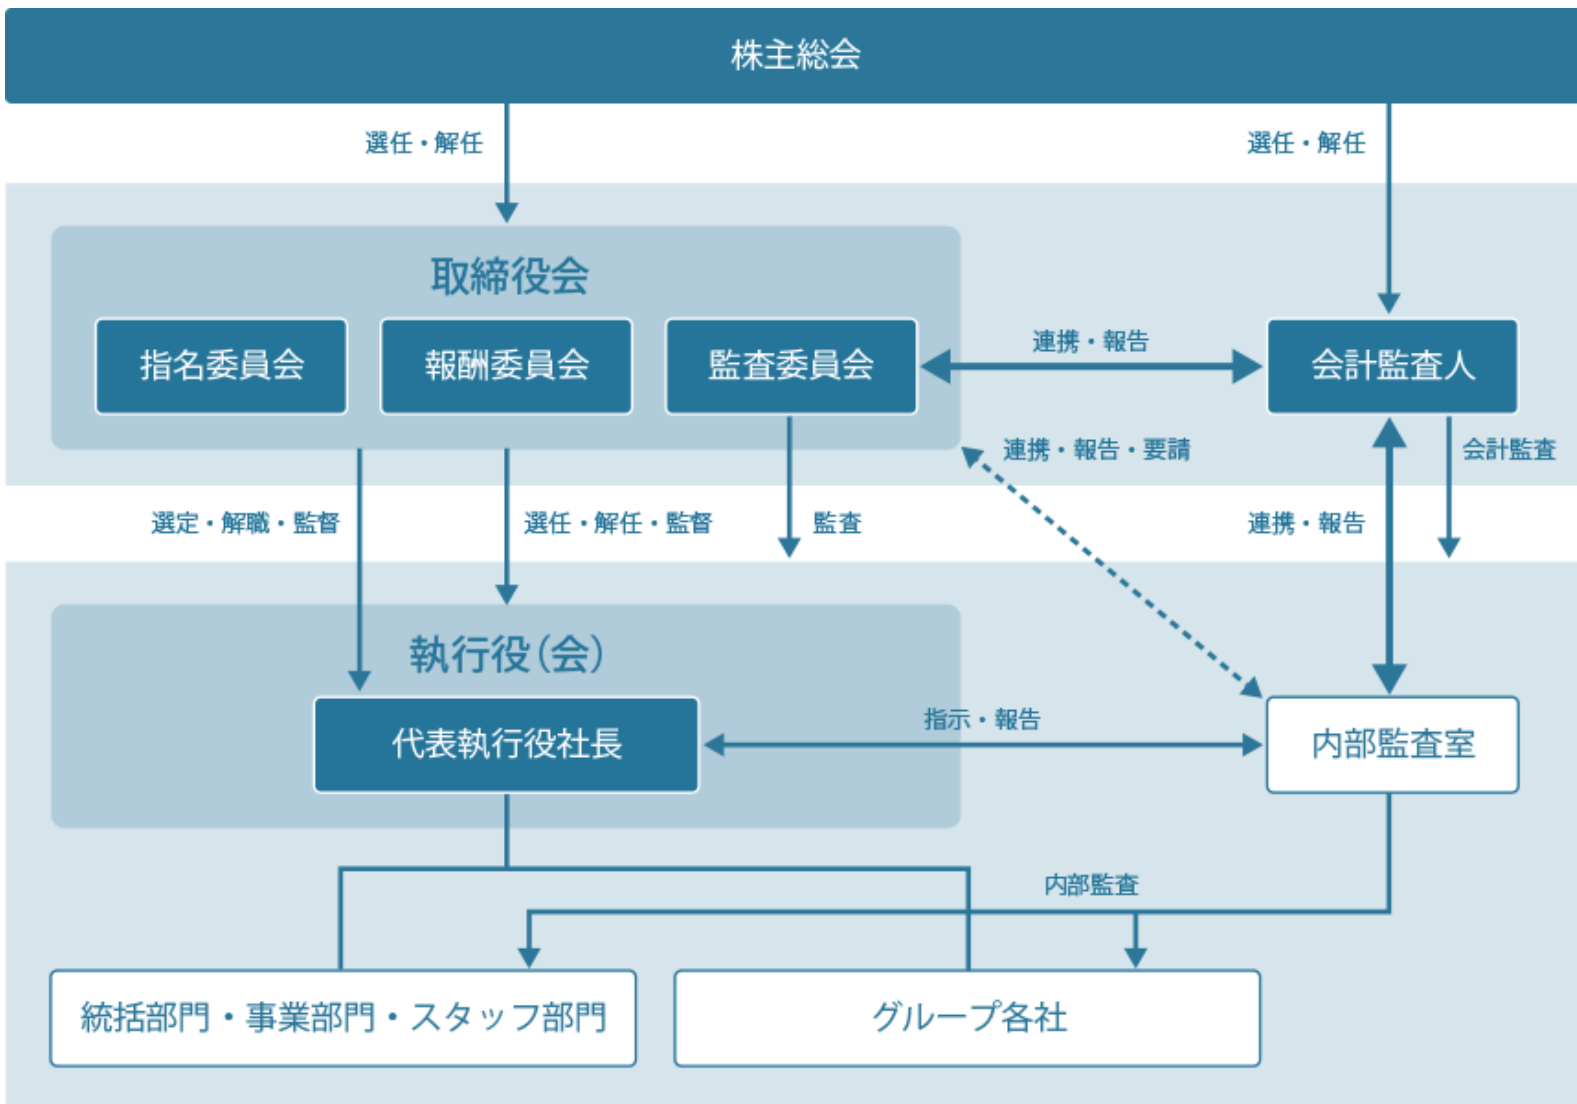 株主総会
選任・解任
選任・解任
取締役会
指名委員会
報酬委員会
監査委員会
連携・報告
会計監査人
連携・報告・要請
会計監査
選定・解職・監督
選任・解任・監督
監査
連携・報告
執行役(会)
代表執行役社長
指示・報告
内部監査室
内部監査
統括部門・事業部門・スタッフ部門
グループ各社